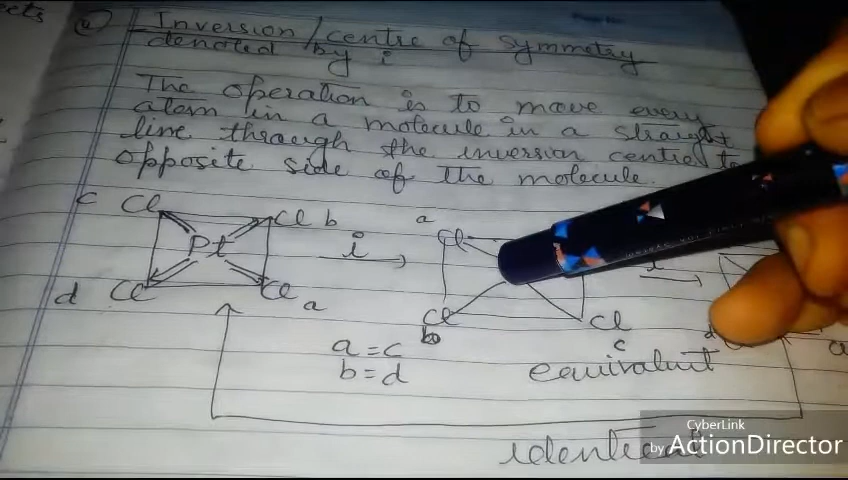 Inversion/centre of symmetry
denoted by i
The operation is to move every
atom in a molecule in a straight
line through the inversion centre to
opposite side of the molecule.
c Cl Cl b
Pt
d Cl Cl a
i
a Cl
Cl Cl
b c
i
d
a
a = c
b = d
equivalent
identical
CyberLink
by ActionDirector